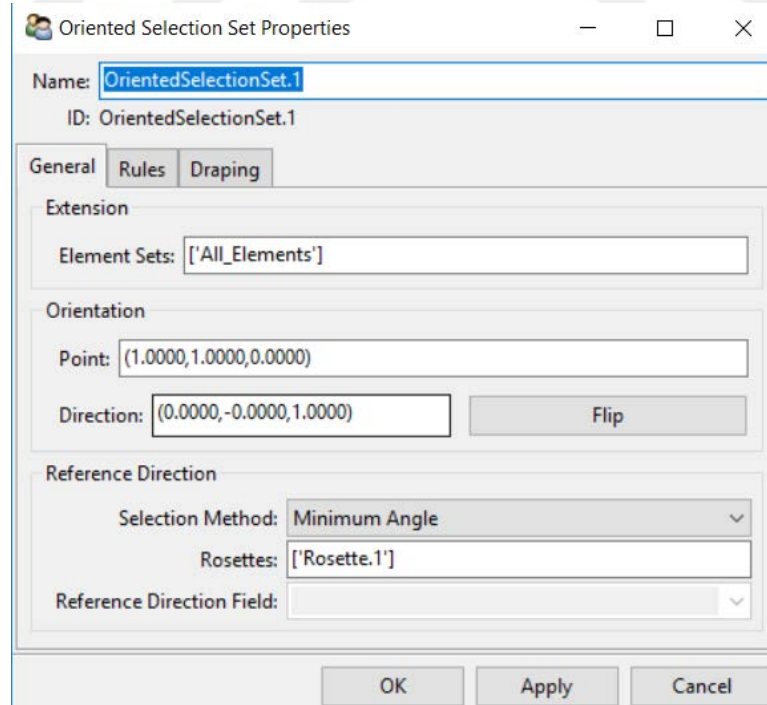 Oriented Selection Set Properties
Name: OrientedSelectionSet.1
ID: OrientedSelectionSet.1
General Rules Draping
Extension
Element Sets: ['All_Elements']
Orientation
Point: (1.0000,1.0000,0.0000)
Direction: (0.0000,-0.0000,1.0000) Flip
Reference Direction
Selection Method: Minimum Angle
Rosettes: ['Rosette.1']
Reference Direction Field:
OK Apply Cancel